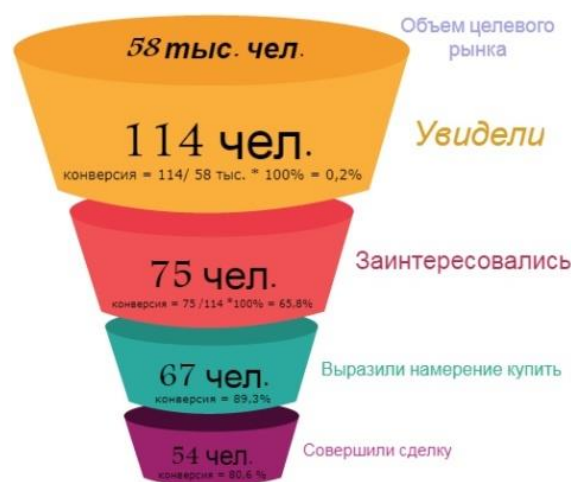 58 тыс. чел.
Объем целевого
рынка
114 чел.
конверсия = 114/ 58 тыс. * 100% = 0,2%
Увидели
75 чел.
конверсия = 75 /114 *100% = 65,8%
Заинтересовались
67 чел.
конверсия = 89,3%
Выразили намерение купить
54 чел.
конверсия = 80,6 %
Совершили сделку